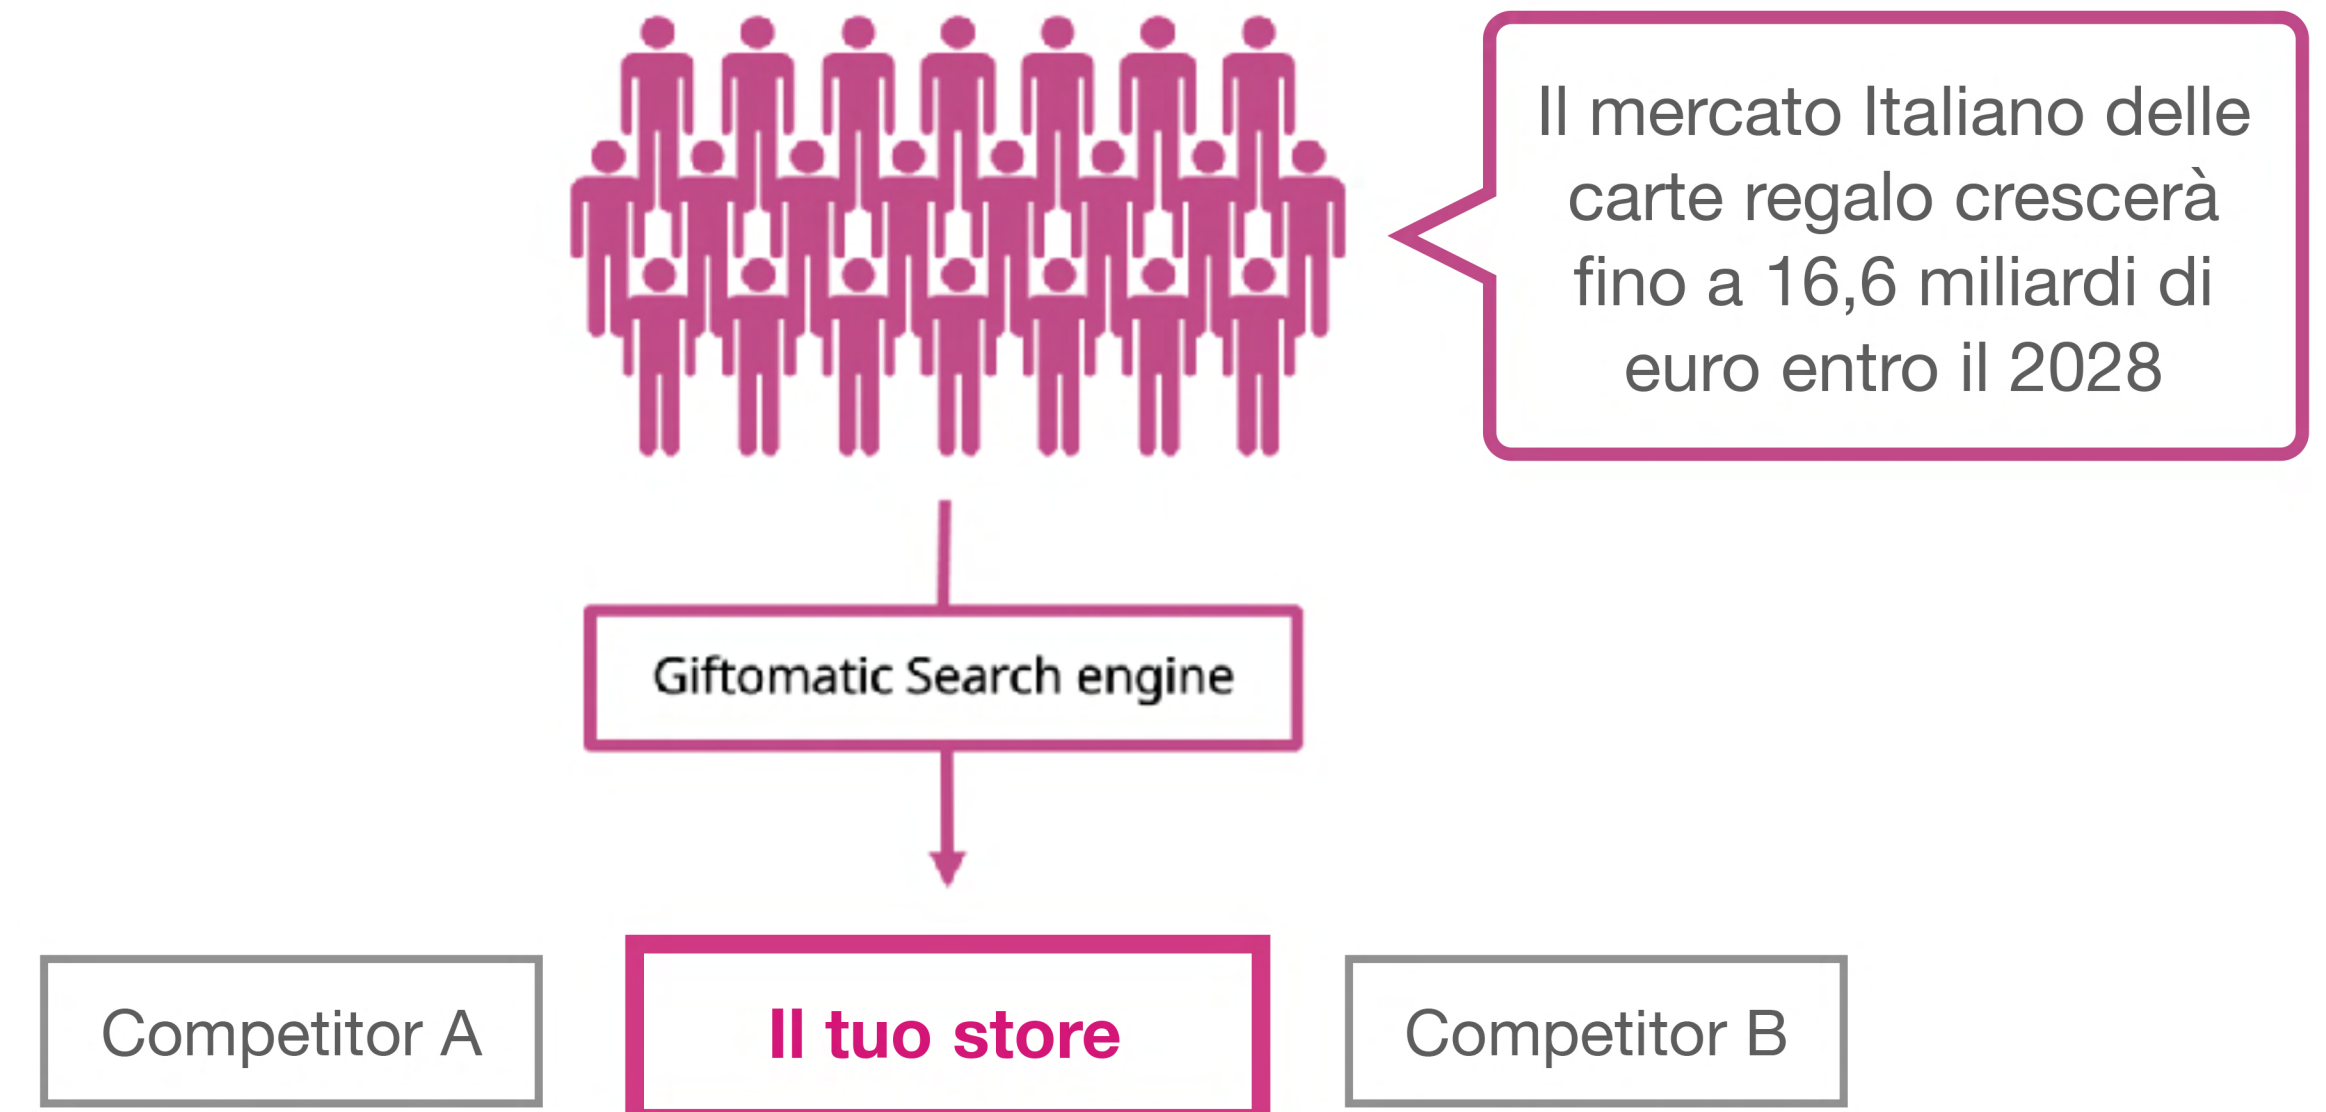 Il mercato Italiano delle
carte regalo crescerà
fino a 16,6 miliardi di
euro entro il 2028
Giftomatic Search engine
Competitor A
Il tuo store
Competitor B